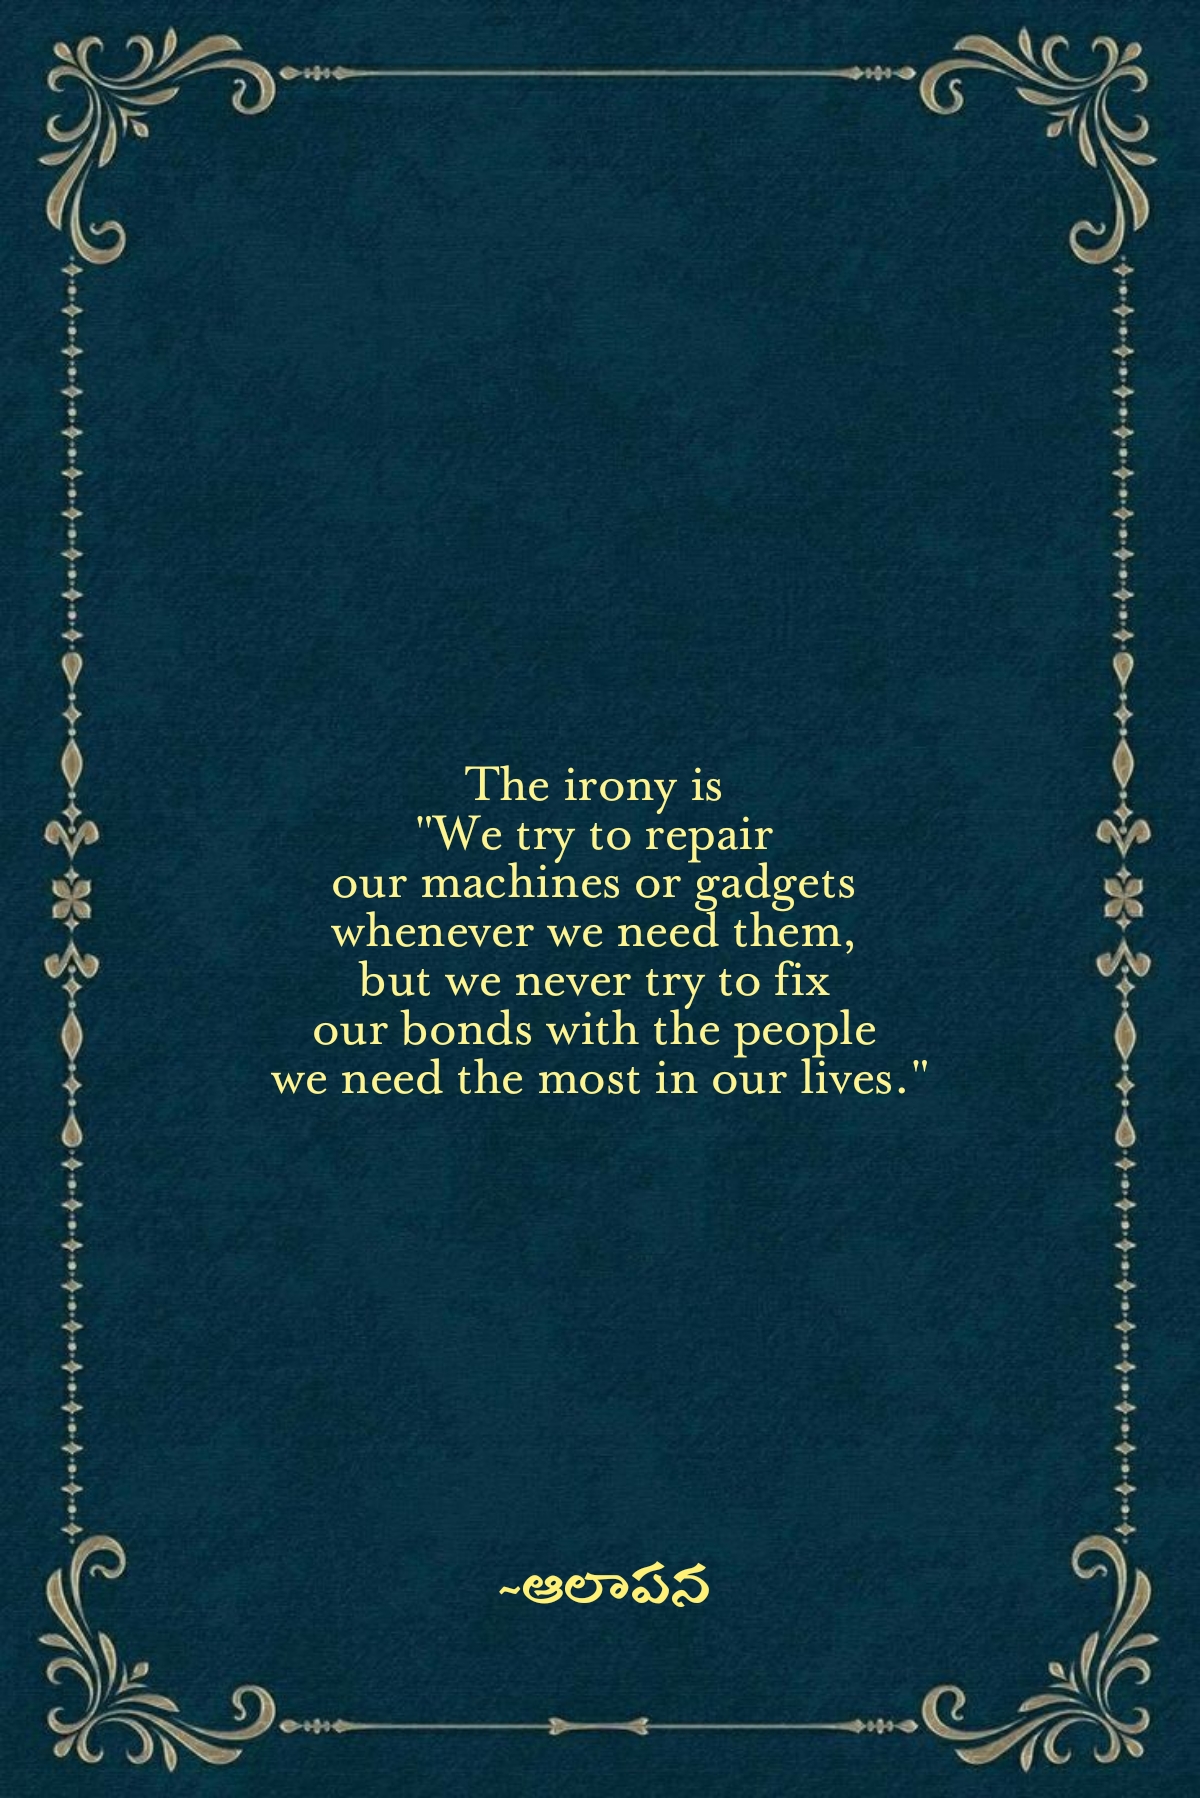 The irony is
"We try to repair
our machines or gadgets
whenever we need them,
but we never try to fix
our bonds with the people
we need the most in our lives."
~ఆలాపన